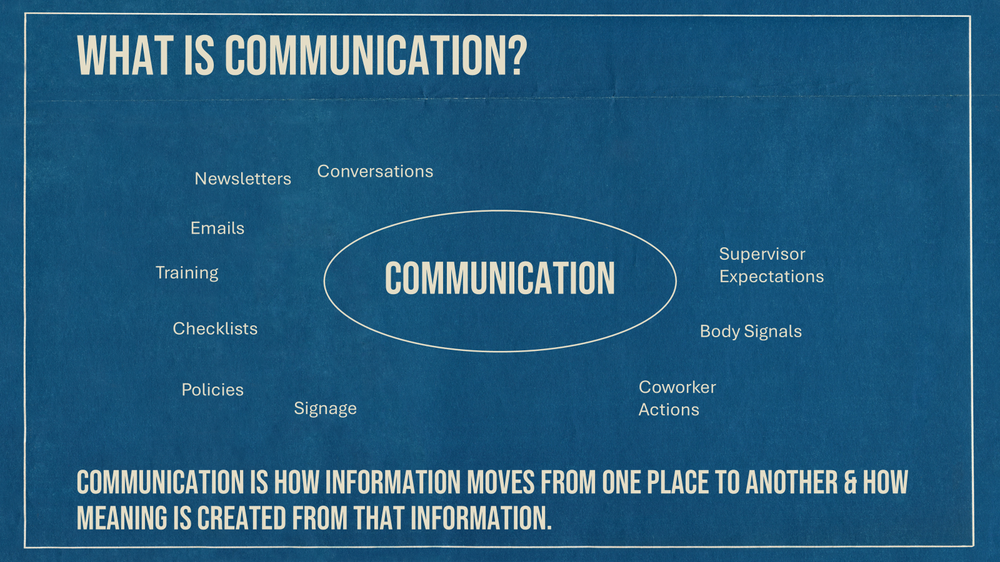 WHAT IS COMMUNICATION?
Newsletters
Conversations
Emails
Training
Checklists
Policies
Signage
COMMUNICATION
Supervisor
Expectations
Body Signals
Coworker
Actions
COMMUNICATION IS HOW INFORMATION MOVES FROM ONE PLACE TO ANOTHER & HOW
MEANING IS CREATED FROM THAT INFORMATION.